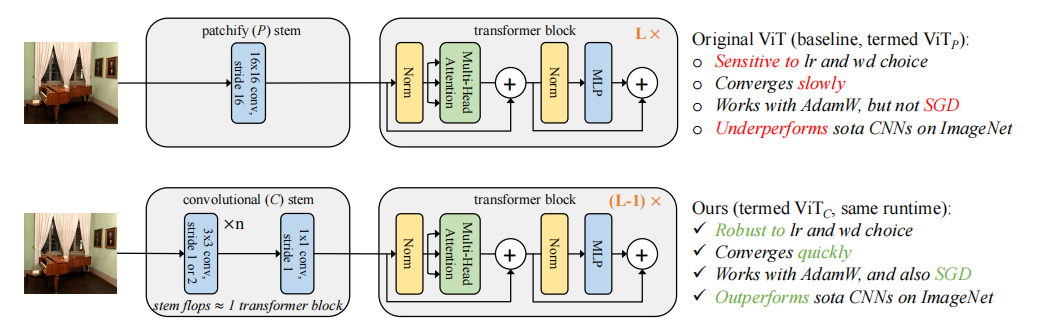 patchify (P) stem
16x16 conv,
stride 16
transformer block
L ×
Norm
Multi-Head
Attention
+
Norm
MLP
+
Original ViT (baseline, termed ViT_P):
o Sensitive to lr and wd choice
o Converges slowly
o Works with AdamW, but not SGD
o Underperforms sota CNNs on ImageNet
convolutional (C) stem
3x3 conv,
stride 1 or 2
×n
1x1 conv,
stride 1
stem flops ≈ 1 transformer block
transformer block
(L-1) ×
Norm
Multi-Head
Attention
+
Norm
MLP
+
Ours (termed ViT_C, same runtime):
✓ Robust to lr and wd choice
✓ Converges quickly
✓ Works with AdamW, and also SGD
✓ Outperforms sota CNNs on ImageNet